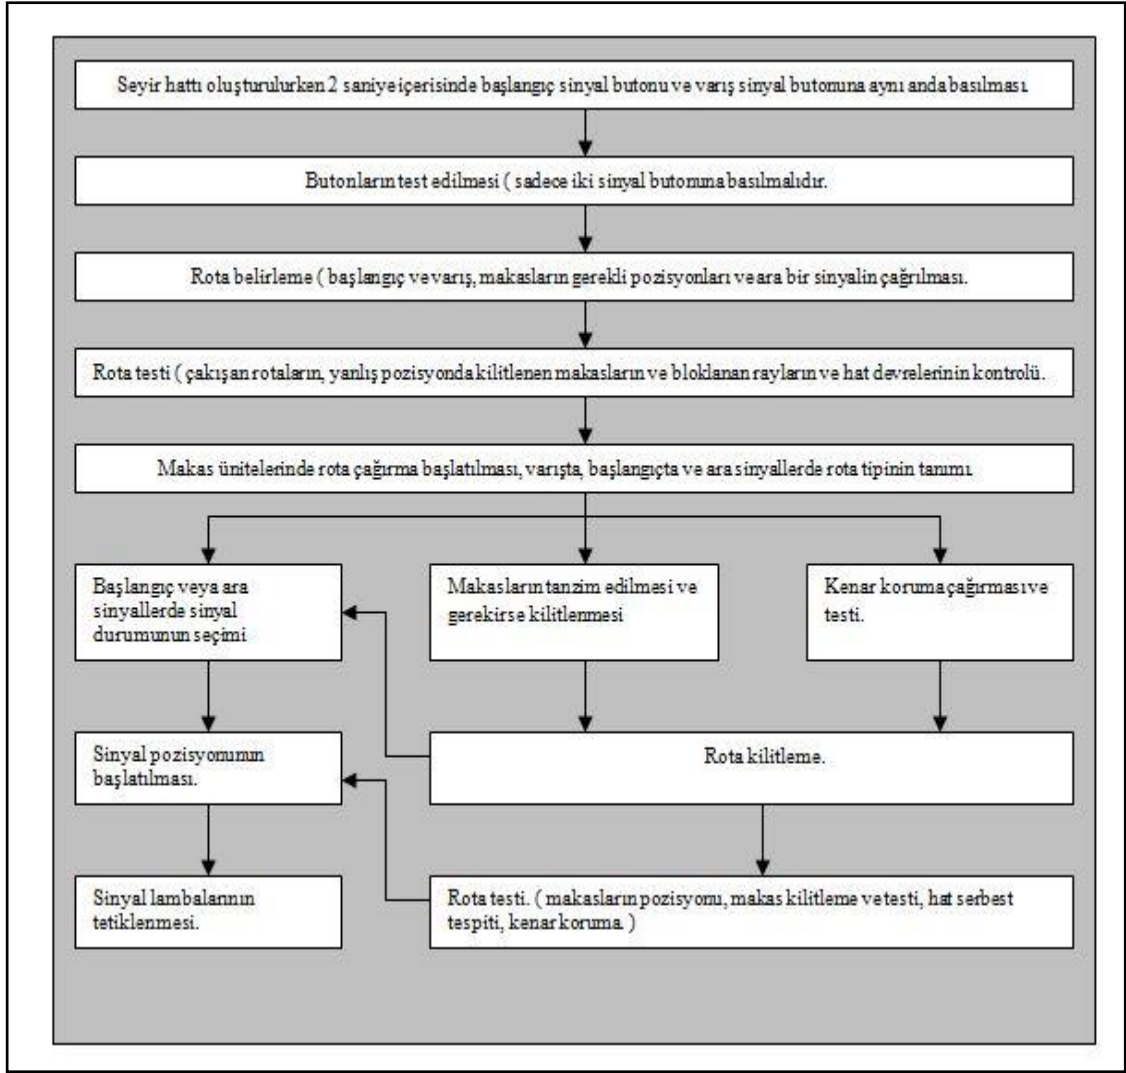 Seyir hattı oluşturulurken 2 saniye içerisinde başlangıç sinyal butonu ve varış sinyal butonuna aynı anda basılması.
Butonların test edilmesi ( sadece iki sinyal butonuna basılmalıdır.
Rota belirleme ( başlangıç ve varış, makasların gerekli pozisyonları ve ara bir sinyalin çağrılması.
Rota testi ( çakışan rotaların, yanlış pozisyonda kilitlenen makasların ve bloklanan rayların ve hat devrelerinin kontrolü.
Makas ünitelerinde rota çağırma başlatılması, varışta, başlangıçta ve ara sinyallerde rota tipinin tanımı.
Başlangıç veya ara
sinyallerde sinyal
durumunun seçimi
Makasların tanzim edilmesi ve
gerekirse kilitlenmesi
Kenar koruma çağırması ve
testi.
Sinyal pozisyonunun
başlatılması.
Rota kilitleme.
Sinyal lambalarının
tetiklenmesi.
Rota testi. ( makasların pozisyonu, makas kilitleme ve testi, hat serbest
tespiti, kenar koruma. )